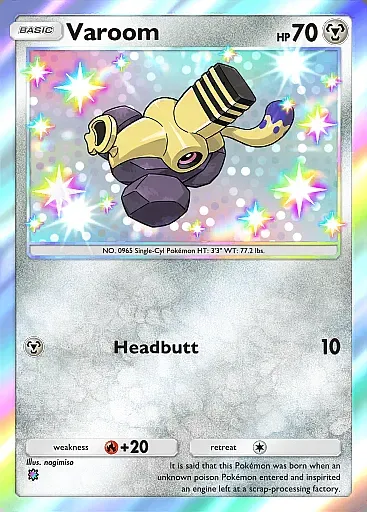 BASIC Varoom HP 70
NO. 0965 Single-Cyl Pokémon HT: 3'3" WT: 77.2 lbs.
Headbutt 10
weakness +20 retreat
Illus. nagimiso
It is said that this Pokémon was born when an
unknown poison Pokémon entered and inspirited
an engine left at a scrap-processing factory.